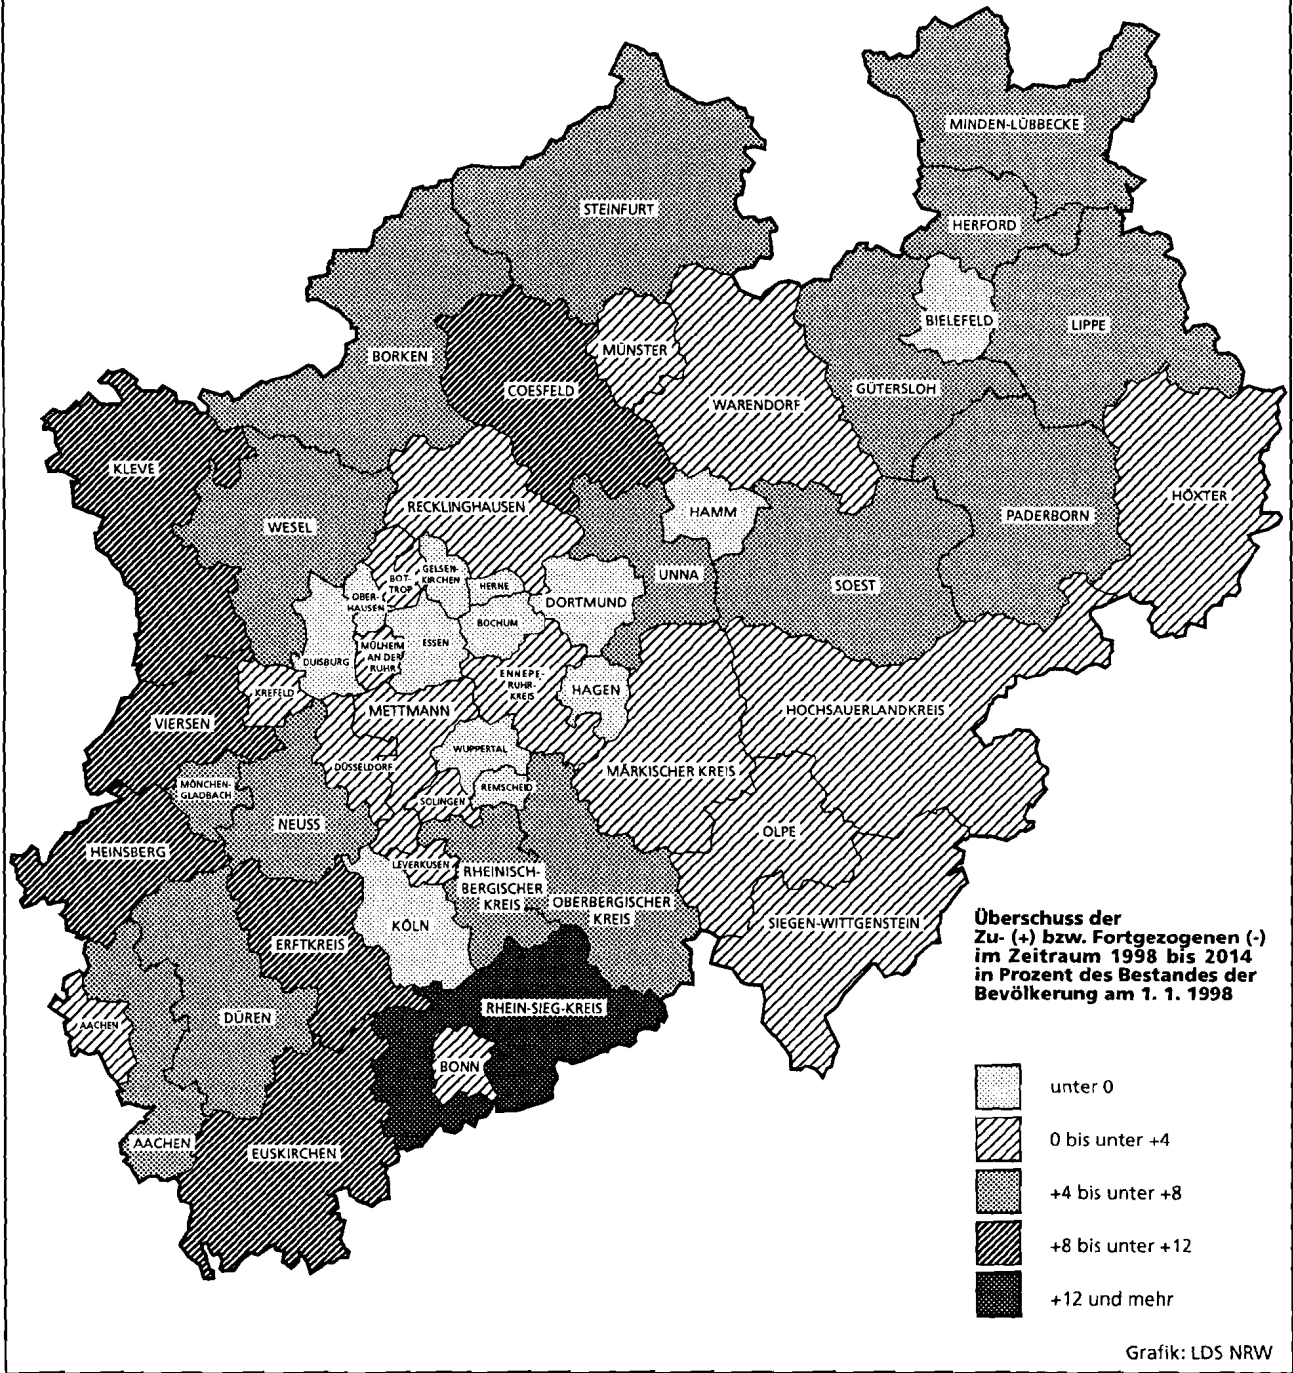 MINDEN-LÜBBECKE
STEINFURT
HERFORD
BIELEFELD
LIPPE
MÜNSTER
BORKEN
COESFELD
GÜTERSLOH
WARENDORF
KLEVE
HÖXTER
RECKLINGHAUSEN
HAMM
PADERBORN
WESEL
UNNA
SOEST
GELSEN-
KIRCHEN
BOT-
TROP
HERNE
OBER-
HAUSEN
DORTMUND
BOCHUM
ESSEN
MÜLHEIM
AN DER
RUHR
DUISBURG
ENNEPE-
RUHR-
KREIS
HAGEN
KREFELD
METTMANN
HOCHSAUERLANDKREIS
VIERSEN
WUPPERTAL
DÜSSELDORF
MÄRKISCHER KREIS
MÖNCHEN-
GLADBACH
REMSCHEID
SOLINGEN
NEUSS
OLPE
HEINSBERG
LEVERKUSEN
RHEINISCH-
BERGISCHER
KREIS
OBERBERGISCHER
KREIS
KÖLN
SIEGEN-WITTGENSTEIN
ERFTKREIS
RHEIN-SIEG-KREIS
DÜREN
AACHEN
BONN
AACHEN
EUSKIRCHEN
Überschuss der
Zu- (+) bzw. Fortgezogenen (-)
im Zeitraum 1998 bis 2014
in Prozent des Bestandes der
Bevölkerung am 1. 1. 1998
unter 0
0 bis unter +4
+4 bis unter +8
+8 bis unter +12
+12 und mehr
Grafik: LDS NRW